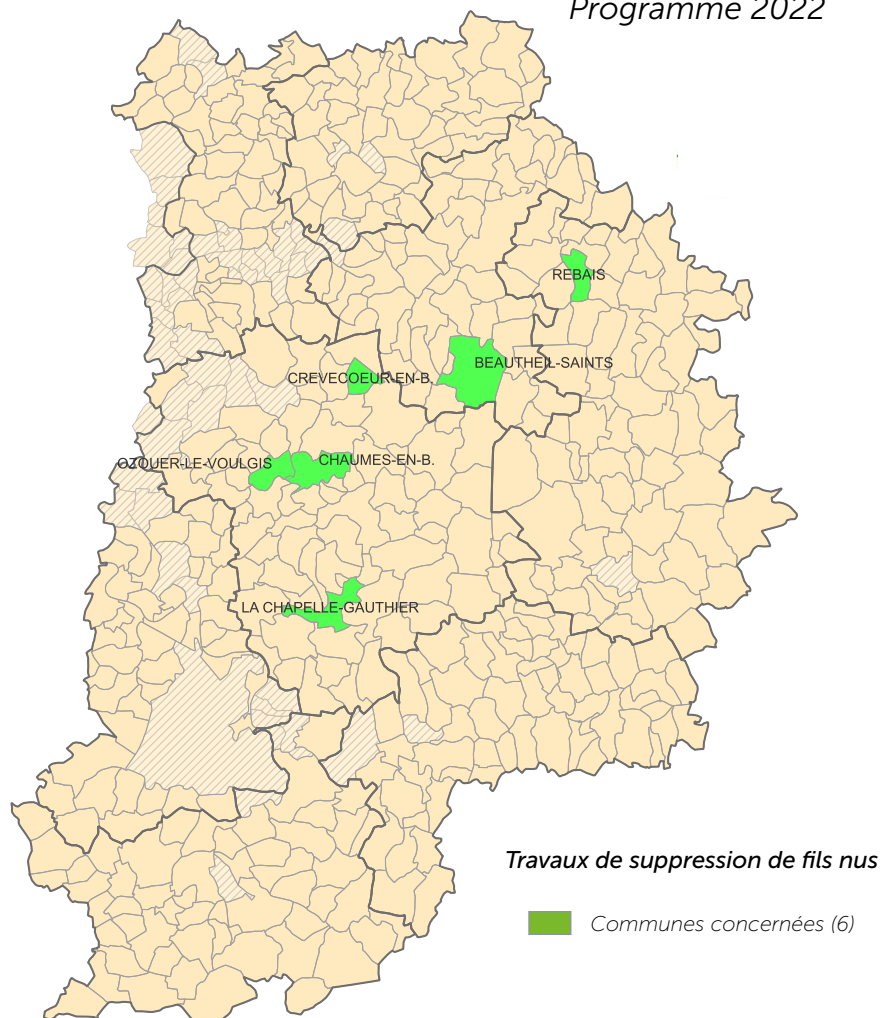 Programme 2022
REBAIS
BEAUTHEIL-SAINTS
CREVECOEUR-EN-B.
OZOUER-LE-VOULGIS
CHAUMES-EN-B.
LA CHAPELLE-GAUTHIER
Travaux de suppression de fils nus
Communes concernées (6)